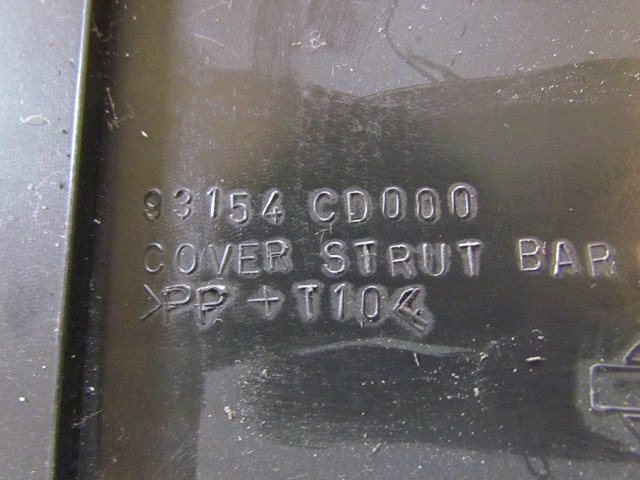 93154 CD000
COVER STRUT BAR
>PP+T10<